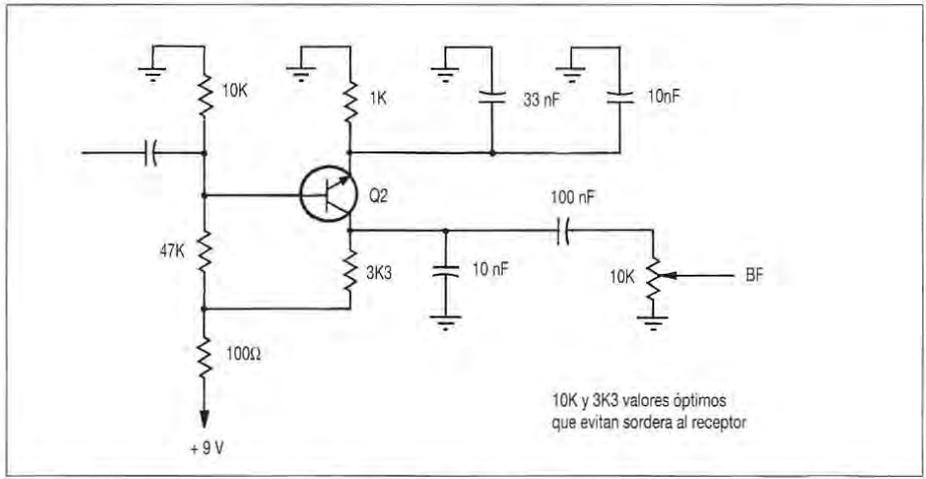 10K
1K
33 nF
10nF
Q2
100 nF
47K
3K3
10 nF
10K
BF
100Ω
+ 9 V
10K y 3K3 valores óptimos
que evitan sordera al receptor